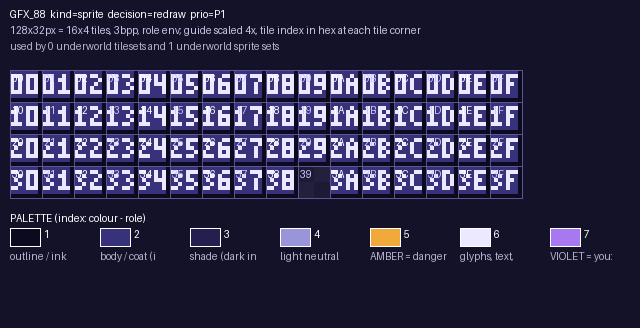 GFX_88 kind=sprite decision=redraw prio=P1
128x32px = 16x4 tiles, 3bpp, role env; guide scaled 4x, tile index in hex at each tile corner
used by 0 underworld tilesets and 1 underworld sprite sets
00 01 02 03 04 05 06 07 08 09 0A 0B 0C 0D 0E 0F
10 11 12 13 14 15 16 17 18 19 1A 1B 1C 1D 1E 1F
20 21 22 23 24 25 26 27 28 29 2A 2B 2C 2D 2E 2F
30 31 32 33 34 35 36 37 38 39 3A 3B 3C 3D 3E 3F
PALETTE (index: colour - role)
1 2 3 4 5 6 7
outline / ink body / coat (i shade (dark in light neutral AMBER = danger glyphs, text, VIOLET = you: